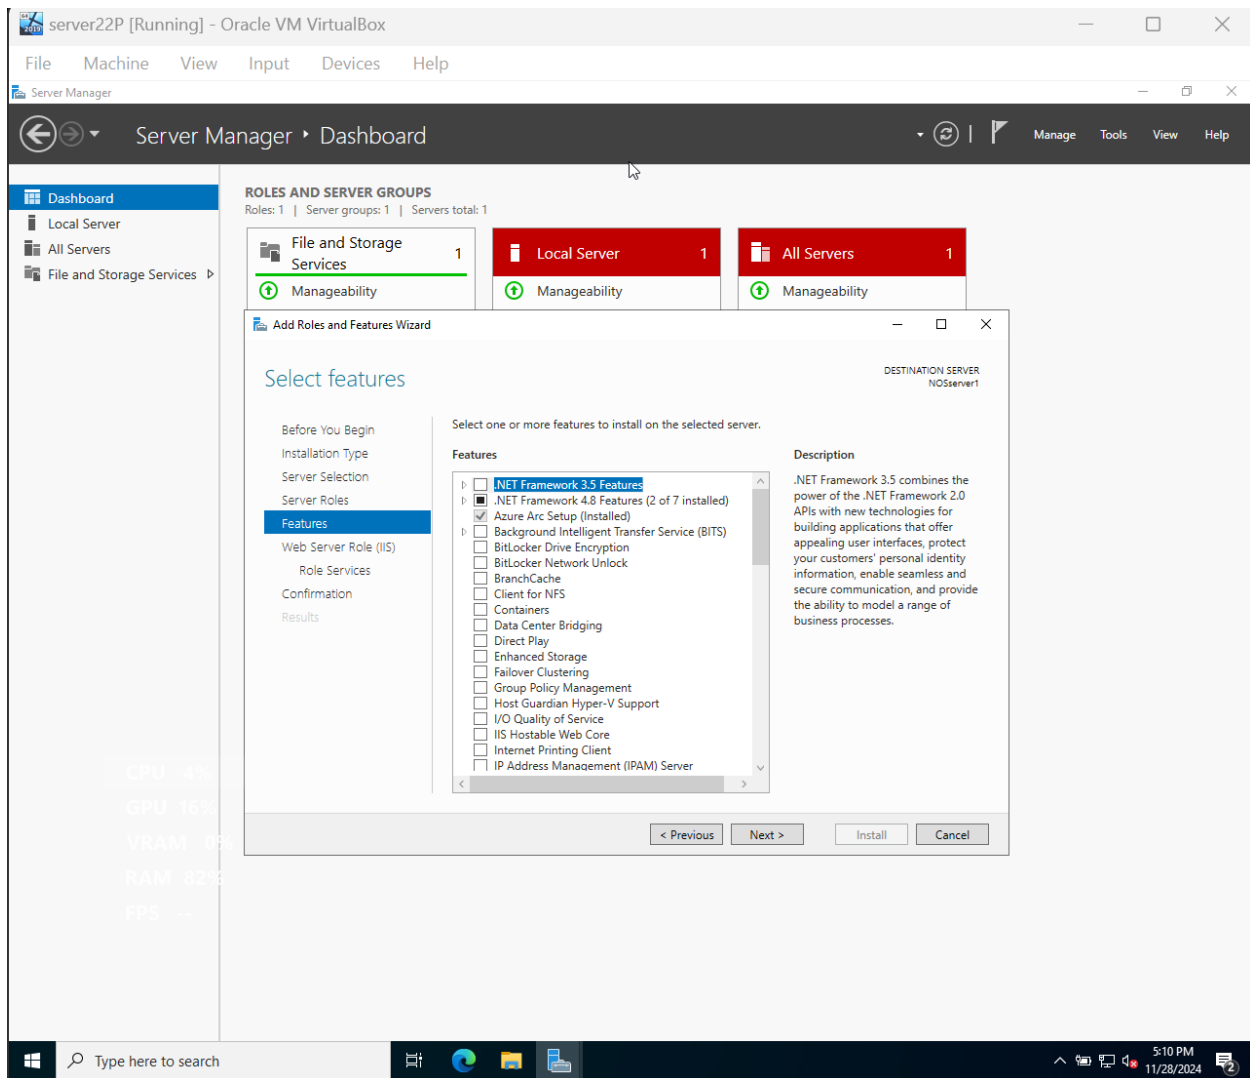 server22P [Running] - Oracle VM VirtualBox
File Machine View Input Devices Help
Server Manager
Server Manager ‣ Dashboard
Manage Tools View Help
Dashboard
Local Server
All Servers
File and Storage Services
ROLES AND SERVER GROUPS
Roles: 1 | Server groups: 1 | Servers total: 1
File and Storage
Services
1
Manageability
Local Server 1
Manageability
All Servers 1
Manageability
Add Roles and Features Wizard
Select features
DESTINATION SERVER
NOSserver1
Before You Begin
Installation Type
Server Selection
Server Roles
Features
Web Server Role (IIS)
Role Services
Confirmation
Results
Select one or more features to install on the selected server.
Features
.NET Framework 3.5 Features
.NET Framework 4.8 Features (2 of 7 installed)
Azure Arc Setup (Installed)
Background Intelligent Transfer Service (BITS)
BitLocker Drive Encryption
BitLocker Network Unlock
BranchCache
Client for NFS
Containers
Data Center Bridging
Direct Play
Enhanced Storage
Failover Clustering
Group Policy Management
Host Guardian Hyper-V Support
I/O Quality of Service
IIS Hostable Web Core
Internet Printing Client
IP Address Management (IPAM) Server
Description
.NET Framework 3.5 combines the
power of the .NET Framework 2.0
APIs with new technologies for
building applications that offer
appealing user interfaces, protect
your customers' personal identity
information, enable seamless and
secure communication, and provide
the ability to model a range of
business processes.
< Previous
Next >
Install
Cancel
CPU 4%
GPU 16%
VRAM 0%
RAM 82%
FPS --
Type here to search
5:10 PM
11/28/2024
2